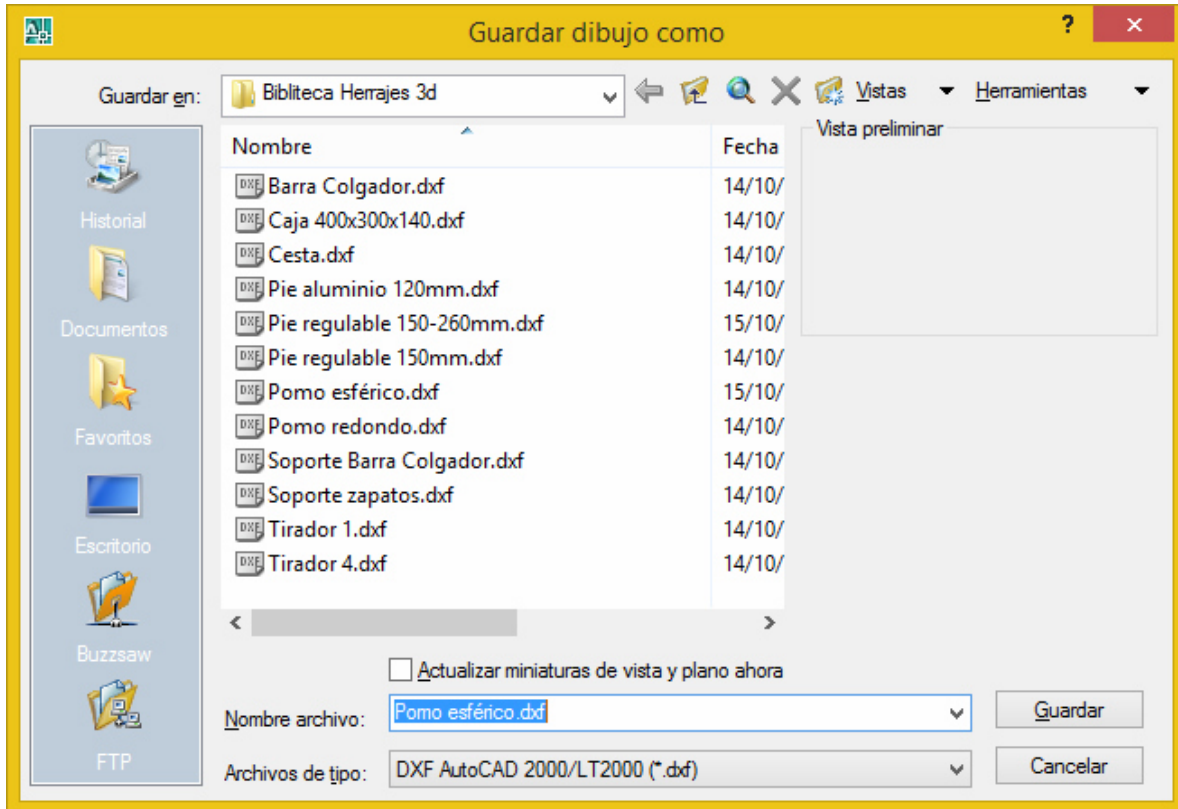 Guardar dibujo como
?
Guardar en: Bibliteca Herrajes 3d Vistas Herramientas
Historial
Documentos
Favoritos
Escritorio
Buzzsaw
FTP
Nombre Fecha
Barra Colgador.dxf 14/10/
Caja 400x300x140.dxf 14/10/
Cesta.dxf 14/10/
Pie aluminio 120mm.dxf 14/10/
Pie regulable 150-260mm.dxf 15/10/
Pie regulable 150mm.dxf 14/10/
Pomo esférico.dxf 15/10/
Pomo redondo.dxf 14/10/
Soporte Barra Colgador.dxf 14/10/
Soporte zapatos.dxf 14/10/
Tirador 1.dxf 14/10/
Tirador 4.dxf 14/10/
Vista preliminar
Actualizar miniaturas de vista y plano ahora
Nombre archivo: Pomo esférico.dxf Guardar
Archivos de tipo: DXF AutoCAD 2000/LT2000 (*.dxf) Cancelar